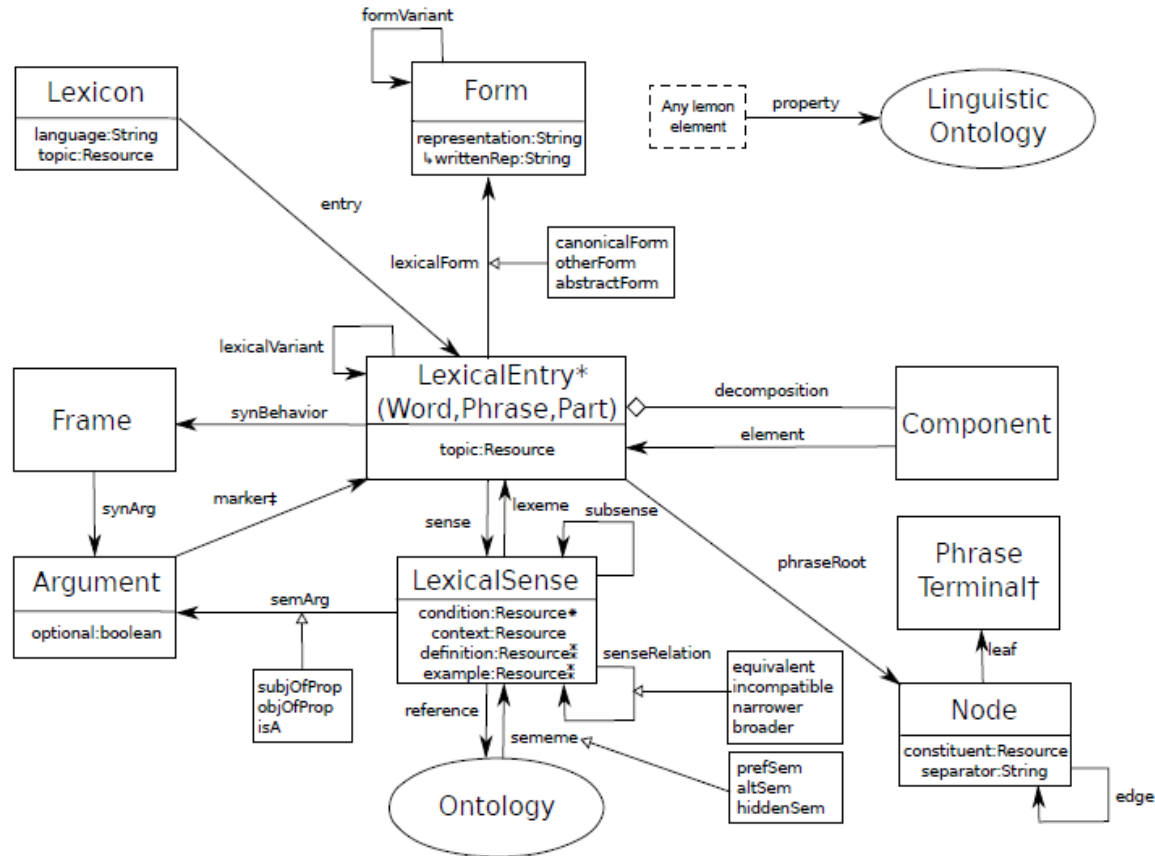 formVariant
Lexicon
language:String
topic:Resource
Form
representation:String
↳writtenRep:String
Any lemon
element
property
Linguistic
Ontology
entry
lexicalForm
canonicalForm
otherForm
abstractForm
lexicalVariant
LexicalEntry*
(Word,Phrase,Part)
topic:Resource
Frame
synBehavior
decomposition
element
Component
synArg
marker‡
sense
lexeme
subsense
phraseRoot
Phrase
Terminal†
leaf
Argument
optional:boolean
semArg
subjOfProp
objOfProp
isA
LexicalSense
condition:Resource*
context:Resource
definition:Resource⁑
example:Resource⁑
senseRelation
equivalent
incompatible
narrower
broader
reference
sememe
prefSem
altSem
hiddenSem
Ontology
Node
constituent:Resource
separator:String
edge